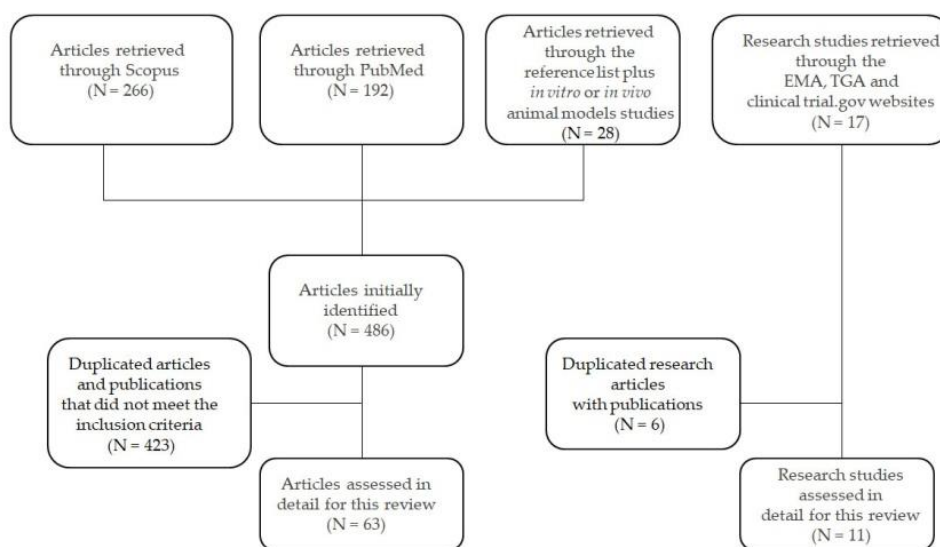 Articles retrieved
through Scopus
(N = 266)
Articles retrieved
through PubMed
(N = 192)
Articles retrieved
through the
reference list plus
in vitro or in vivo
animal models studies
(N = 28)
Research studies retrieved
through the
EMA, TGA and
clinical trial.gov websites
(N = 17)
Articles initially
identified
(N = 486)
Duplicated articles
and publications
that did not meet the
inclusion criteria
(N = 423)
Duplicated research
articles
with publications
(N = 6)
Articles assessed in
detail for this review
(N = 63)
Research studies
assessed in
detail for this review
(N = 11)